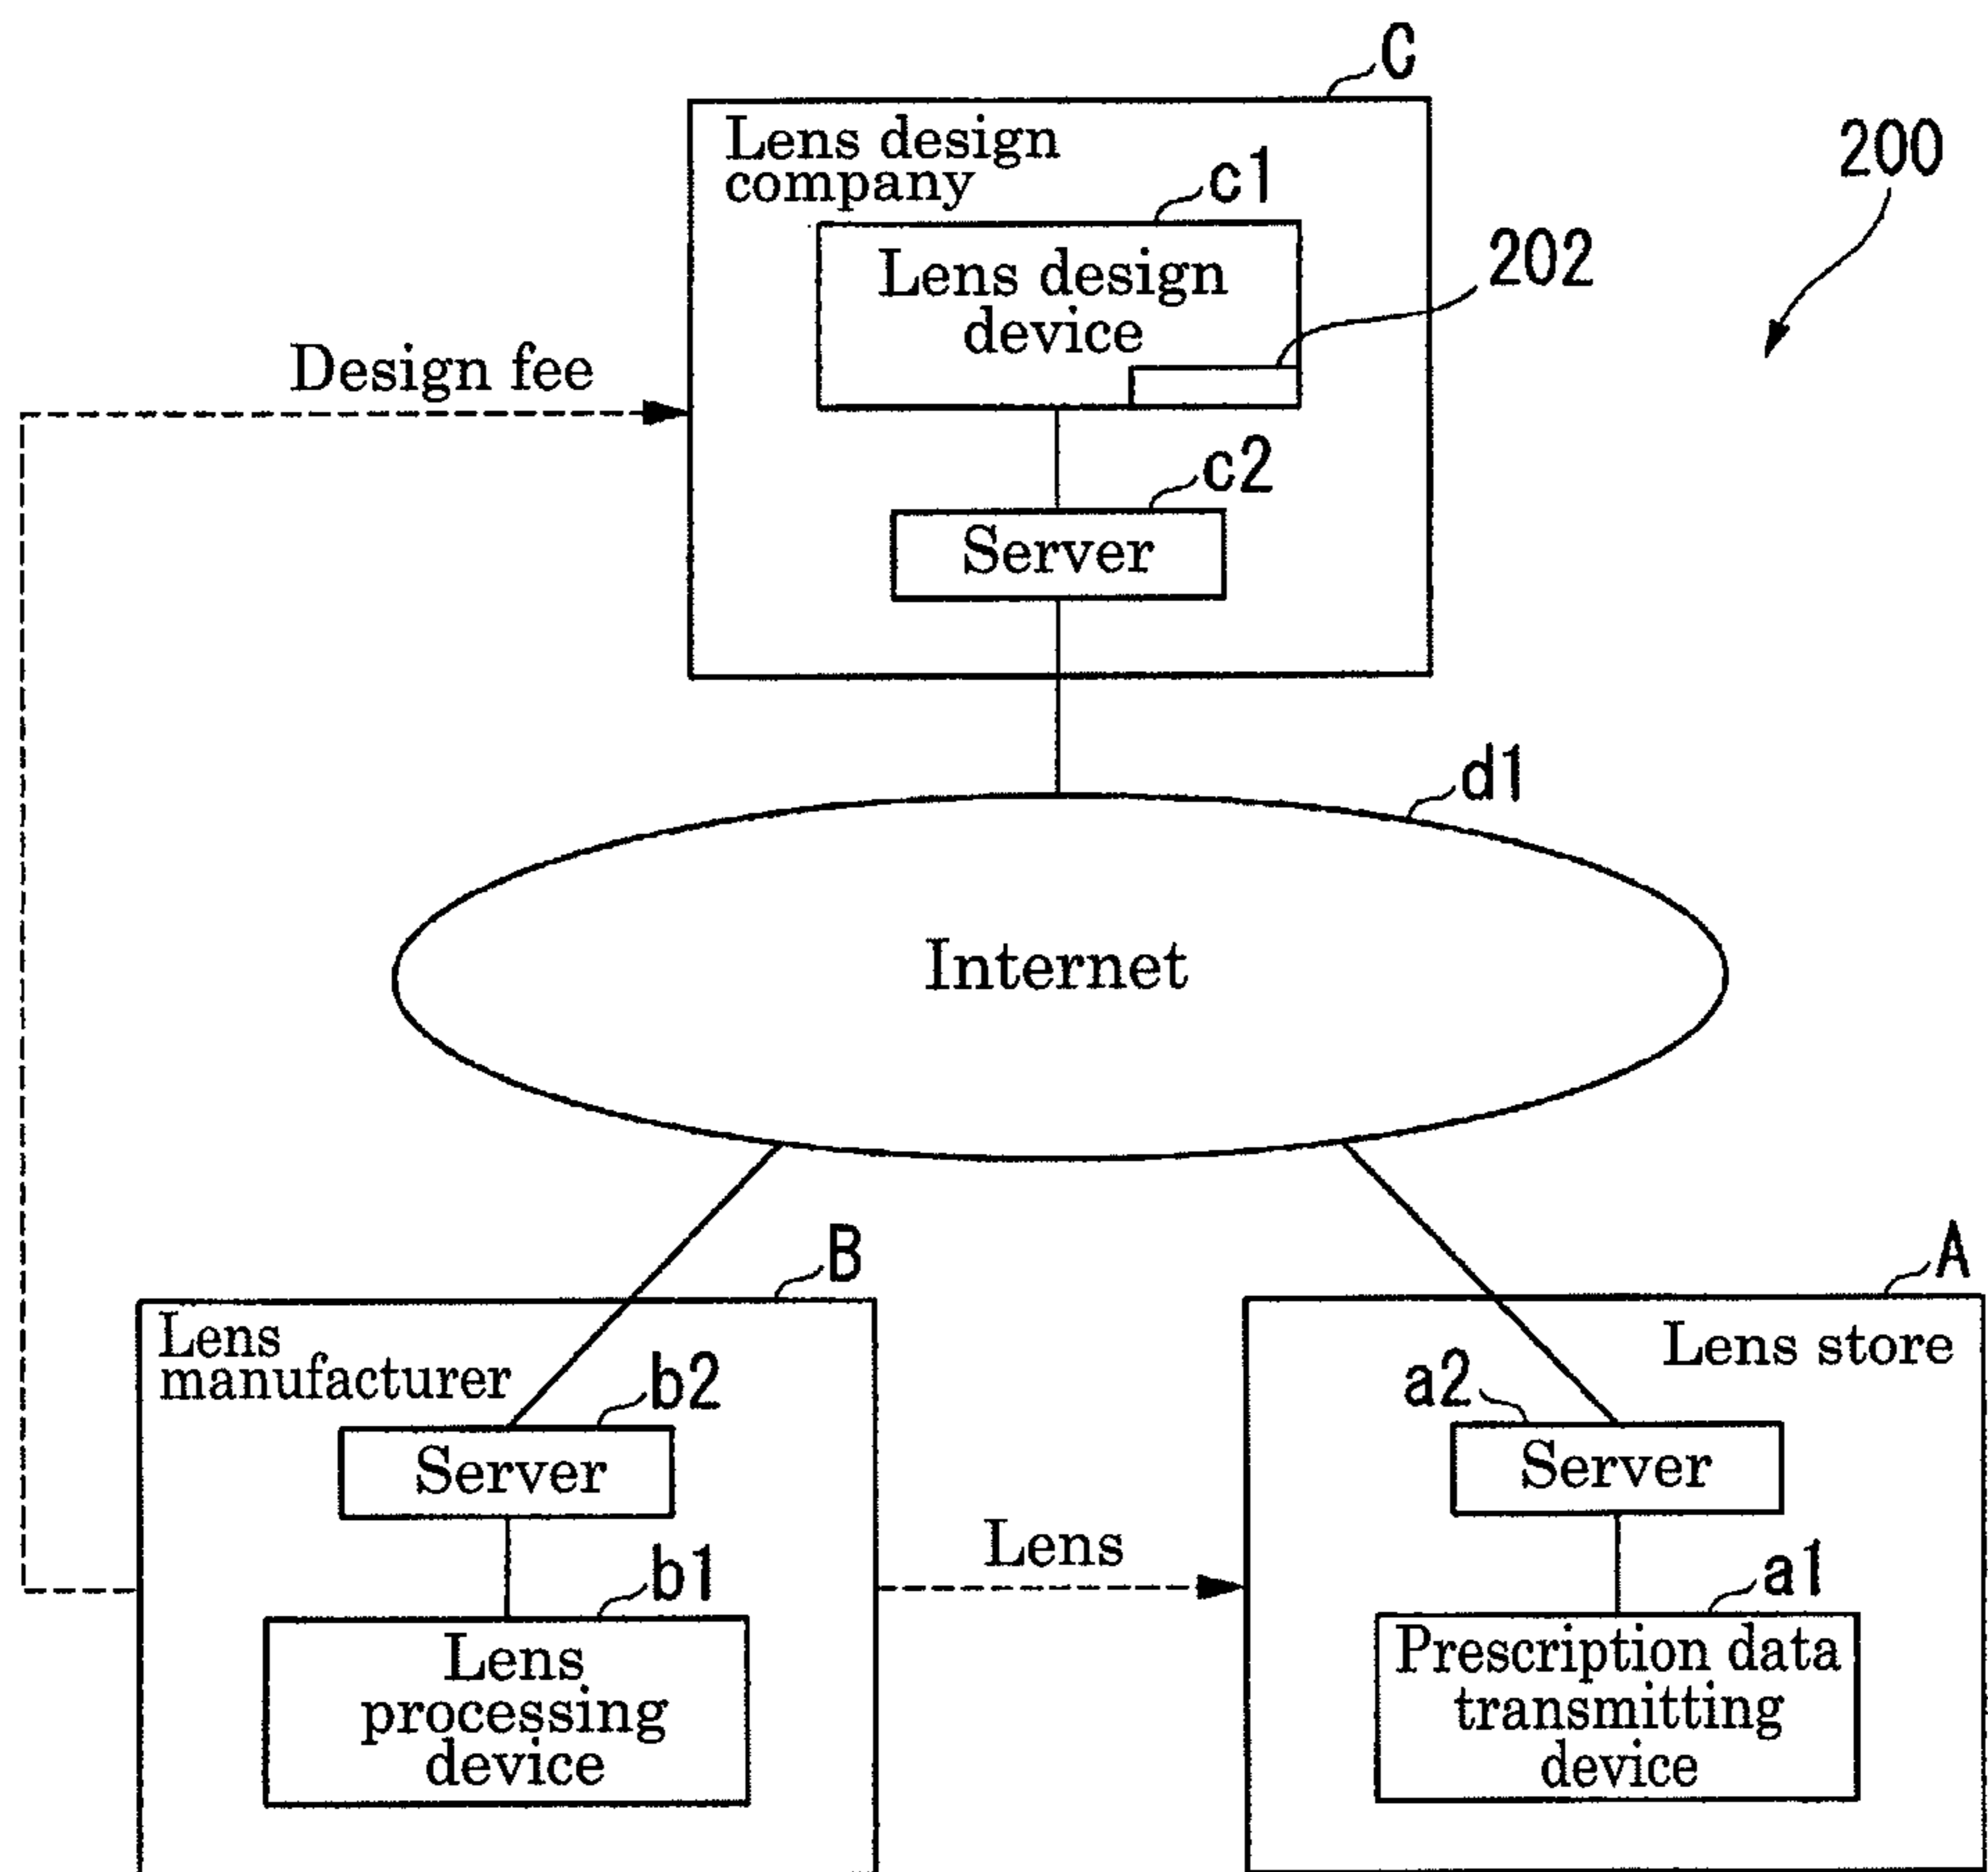 C
Lens design
company
200
c1
202
Lens design
device
Design fee
c2
Server
d1
Internet
B
A
Lens
manufacturer
Lens store
b2
a2
Server
Server
Lens
b1
a1
Lens
processing
device
Prescription data
transmitting
device